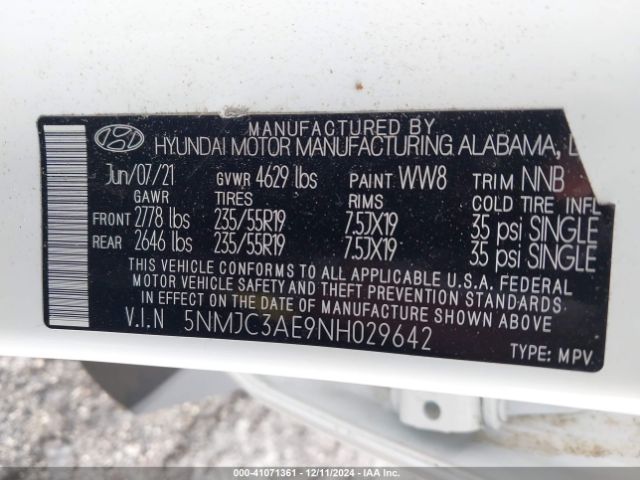 MANUFACTURED BY
HYUNDAI MOTOR MANUFACTURING ALABAMA,
Jun/07/21 GVWR 4629 lbs PAINT WW8 TRIM NNB
GAWR TIRES RIMS COLD TIRE INFL
FRONT 2778 lbs 235/55R19 7.5JX19 35 psi SINGLE
REAR 2646 lbs 235/55R19 7.5JX19 35 psi SINGLE
THIS VEHICLE CONFORMS TO ALL APPLICABLE U.S.A. FEDERAL
MOTOR VEHICLE SAFETY AND THEFT PREVENTION STANDARDS
IN EFFECT ON THE DATE OF MANUFACTURE SHOWN ABOVE.
V.I.N 5NMJC3AE9NH029642
TYPE: MPV
000-41071361 | 12/11/2024 | IAA Inc.